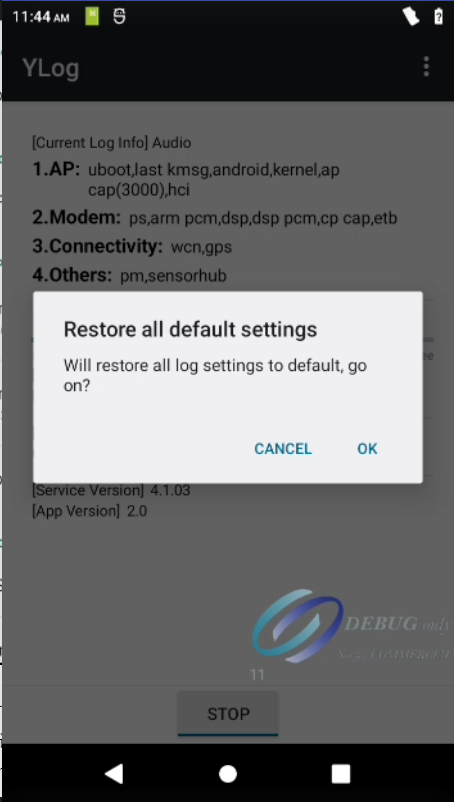 11:44 AM
YLog
[Current Log Info] Audio
1.AP: uboot,last kmsg,android,kernel,ap
cap(3000),hci
2.Modem: ps,arm pcm,dsp,dsp pcm,cp cap,etb
3.Connectivity: wcn,gps
4.Others: pm,sensorhub
ee
Restore all default settings
Will restore all log settings to default, go
on?
CANCEL OK
[Service Version] 4.1.03
[App Version] 2.0
DEBUG only
11
STOP